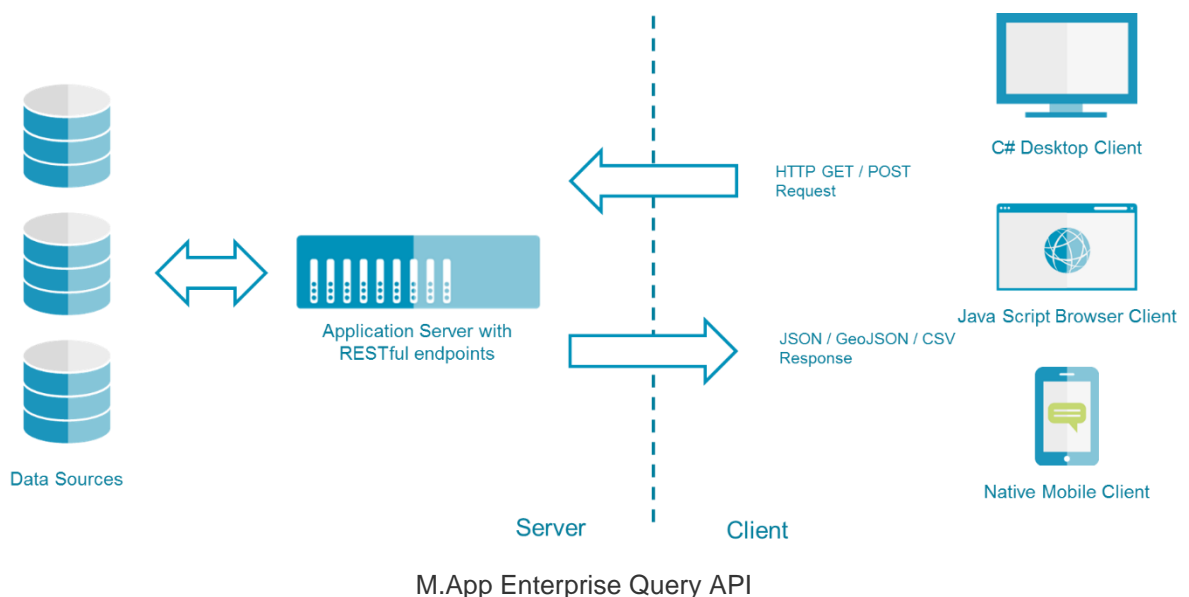 C# Desktop Client
HTTP GET / POST
Request
Application Server with
RESTful endpoints
Java Script Browser Client
JSON / GeoJSON / CSV
Response
Data Sources
Native Mobile Client
Server
Client
M.App Enterprise Query API